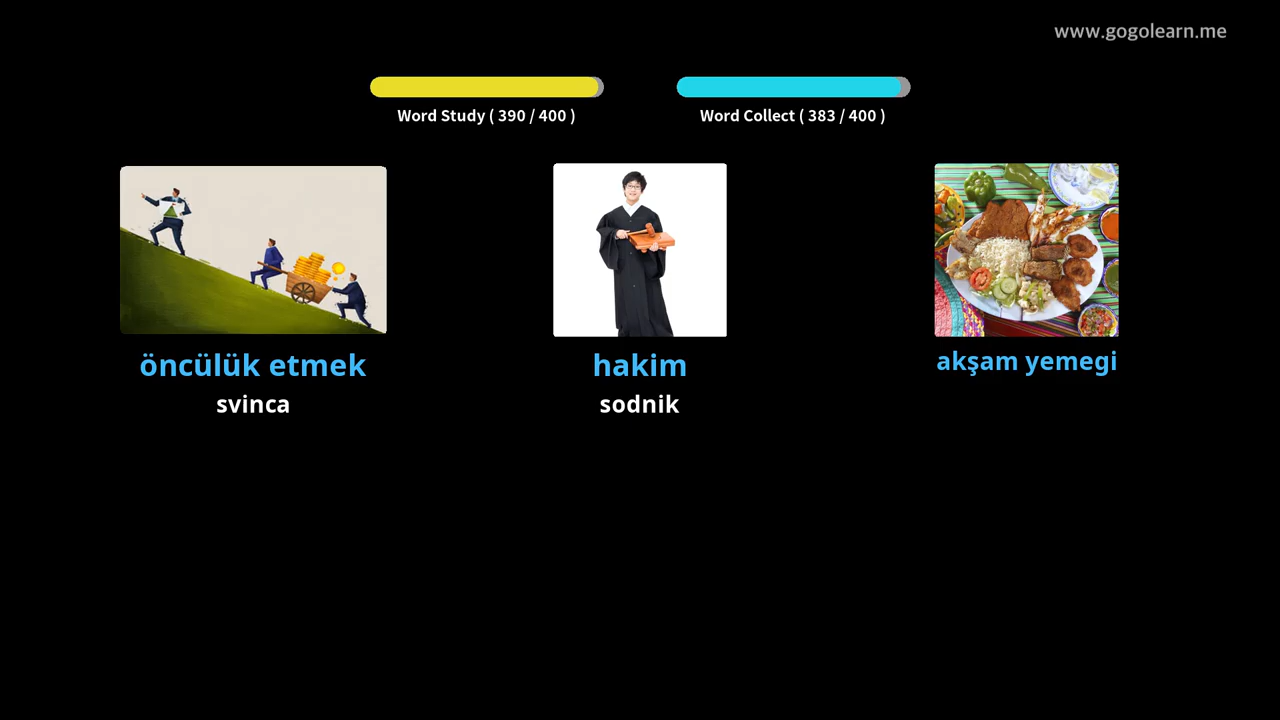 www.gogolearn.me
Word Study ( 390 / 400 )
Word Collect ( 383 / 400 )
öncülük etmek
hakim
akşam yemegi
svinca
sodnik